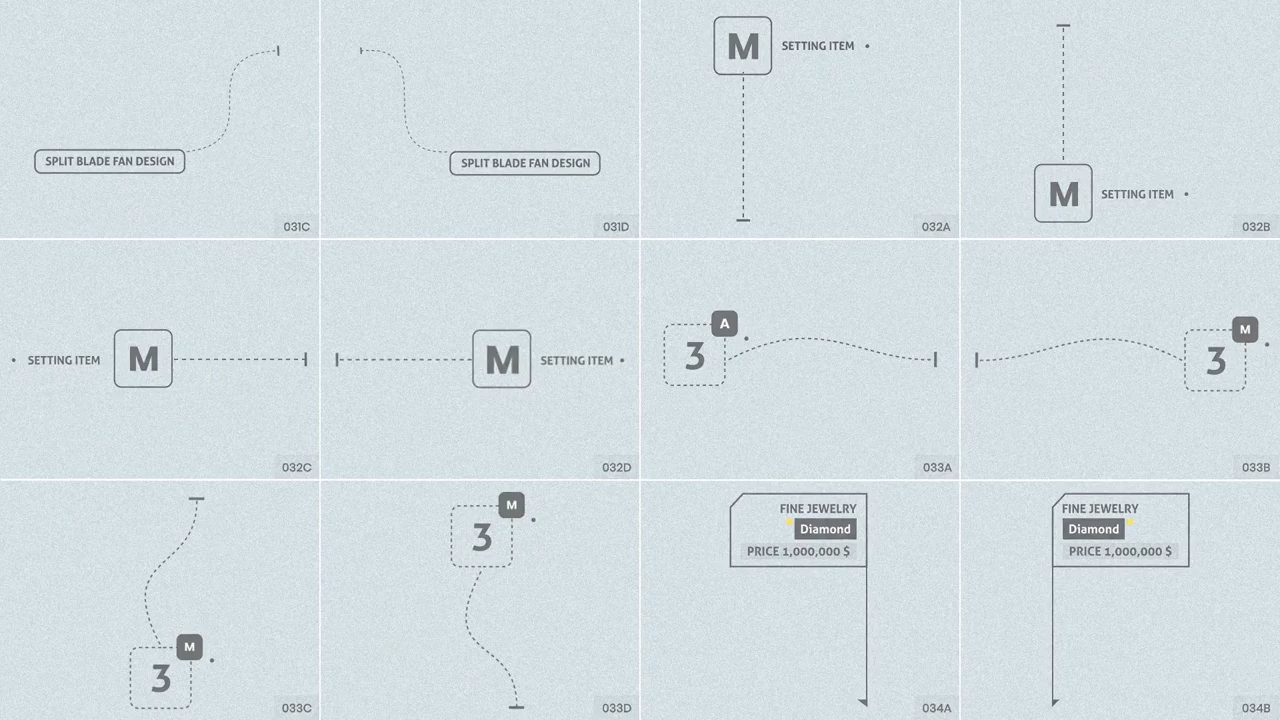 SPLIT BLADE FAN DESIGN
031C
SPLIT BLADE FAN DESIGN
031D
M SETTING ITEM
032A
M SETTING ITEM
032B
SETTING ITEM M
032C
M SETTING ITEM
032D
A
3
033A
M
3
033B
M
3
033C
M
3
033D
FINE JEWELRY
Diamond
PRICE 1,000,000 $
034A
FINE JEWELRY
Diamond
PRICE 1,000,000 $
034B